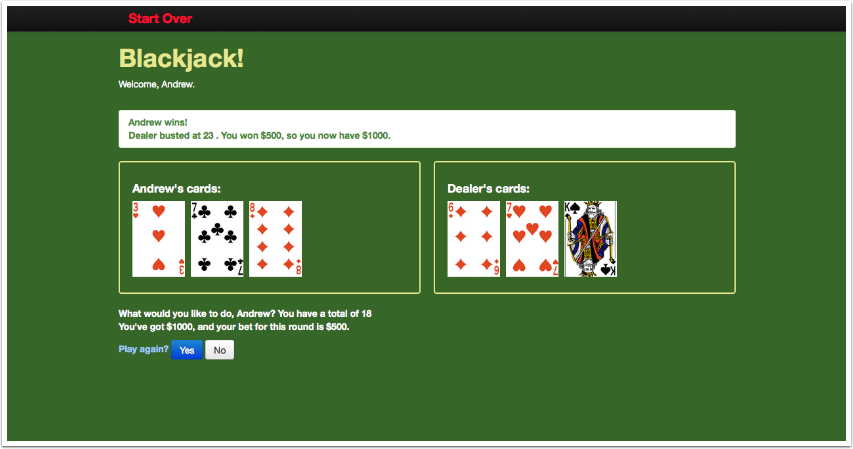 Start Over
Blackjack!
Welcome, Andrew.
Andrew wins!
Dealer busted at 23 . You won $500, so you now have $1000.
Andrew's cards:
3 7 8
3 7 8
Dealer's cards:
6 7 K
6 7 K
What would you like to do, Andrew? You have a total of 18
You've got $1000, and your bet for this round is $500.
Play again? Yes No